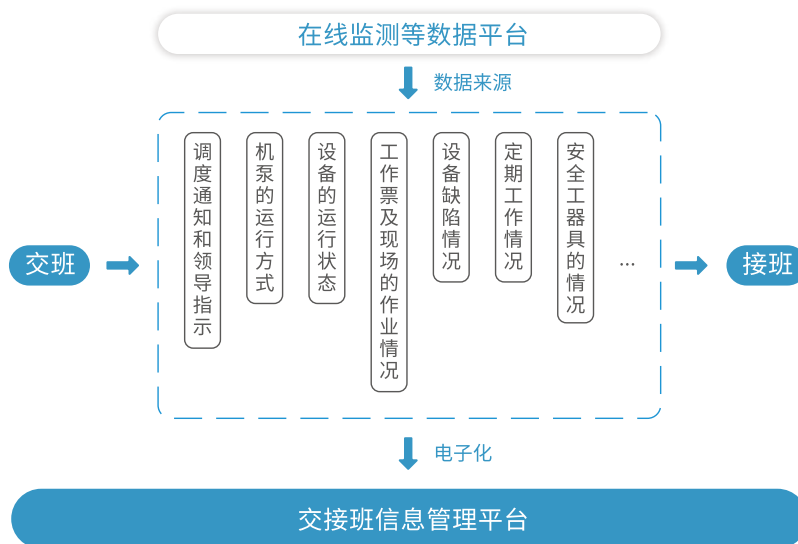 在线监测等数据平台
数据来源
交班
调度通知和领导指示
机泵的运行方式
设备的运行状态
工作票及现场的作业情况
设备缺陷情况
定期工作情况
安全工器具的情况
...
接班
电子化
交接班信息管理平台